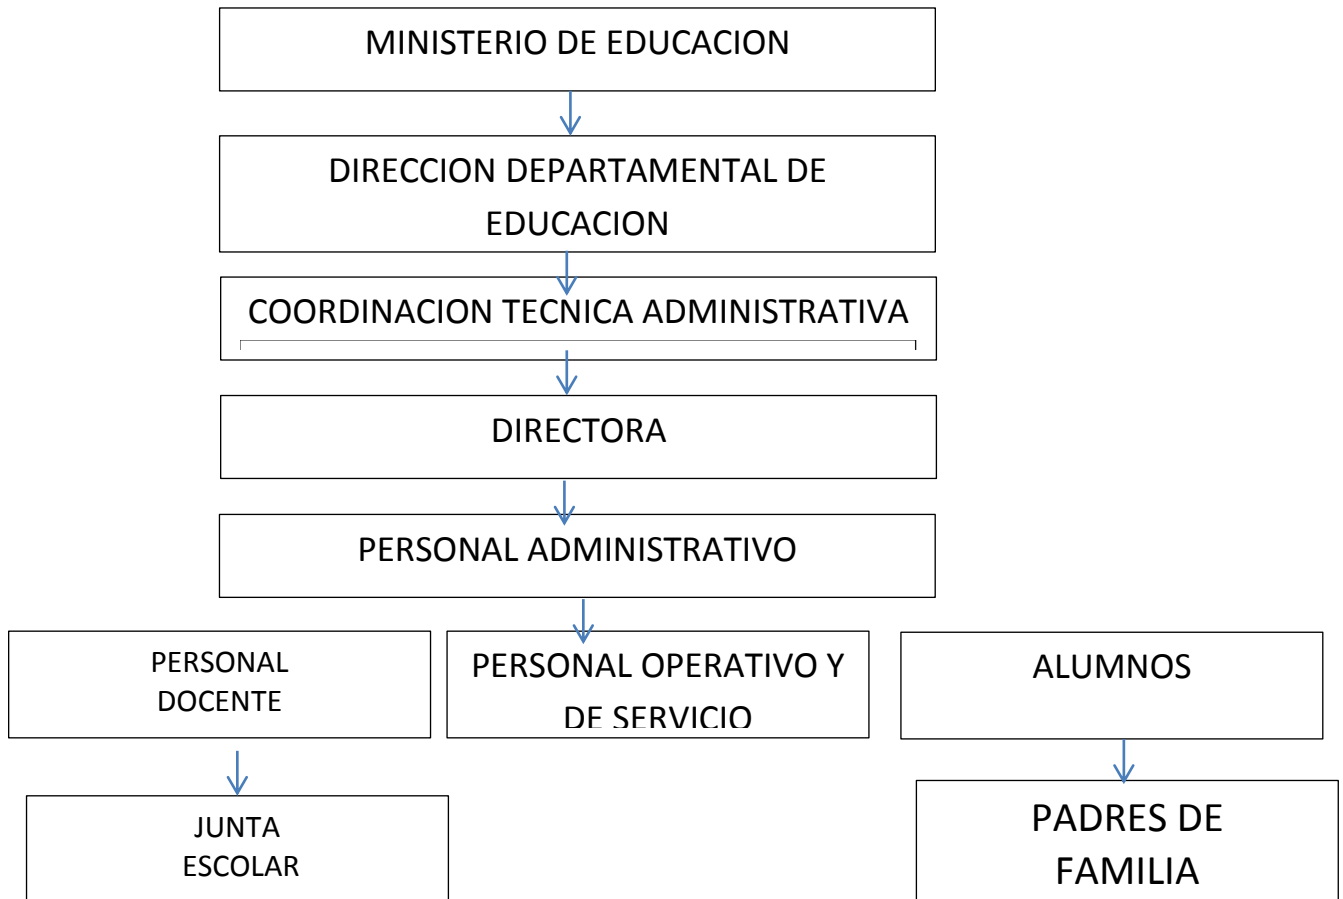 MINISTERIO DE EDUCACION
DIRECCION DEPARTAMENTAL DE
EDUCACION
COORDINACION TECNICA ADMINISTRATIVA
DIRECTORA
PERSONAL ADMINISTRATIVO
PERSONAL
DOCENTE
PERSONAL OPERATIVO Y
DE SERVICIO
ALUMNOS
JUNTA
ESCOLAR
PADRES DE
FAMILIA